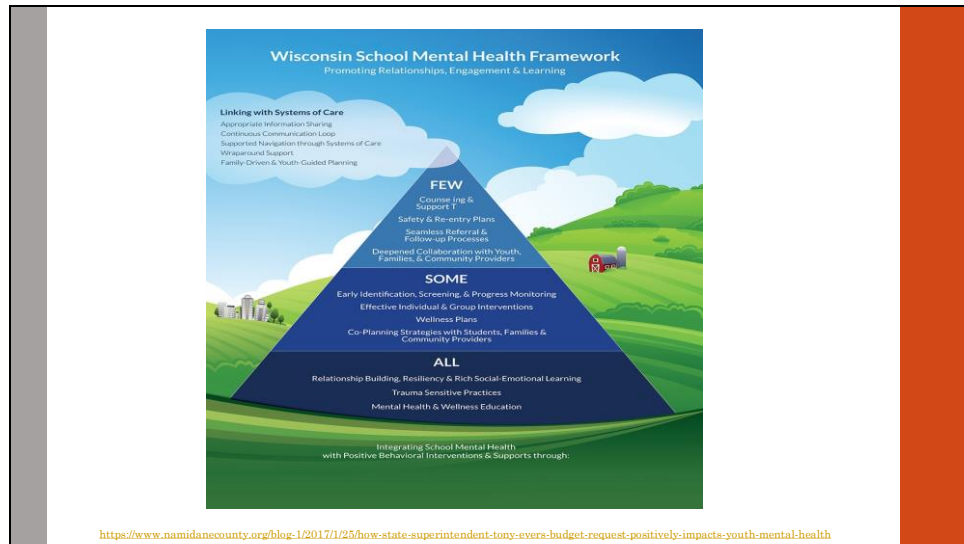 Wisconsin School Mental Health Framework
Promoting Relationships, Engagement & Learning
Linking with Systems of Care
Appropriate Information Sharing
Continuous Communication Loop
Supported Navigation through Systems of Care
Wraparound Support
Family-Driven & Youth-Guided Planning
FEW
Counse ing &
Support T
Safety & Re-entry Plans
Seamless Referral &
Follow-up Processes
Deepened Collaboration with Youth,
Families, & Community Providers
SOME
Early Identification, Screening, & Progress Monitoring
Effective Individual & Group Interventions
Wellness Plans
Co-Planning Strategies with Students, Families &
Community Providers
ALL
Relationship Building, Resiliency & Rich Social-Emotional Learning
Trauma Sensitive Practices
Mental Health & Wellness Education
Integrating School Mental Health
with Positive Behavioral Interventions & Supports through:
https://www.namidanecounty.org/blog-1/2017/1/25/how-state-superintendent-tony-evers-budget-request-positively-impacts-youth-mental-health